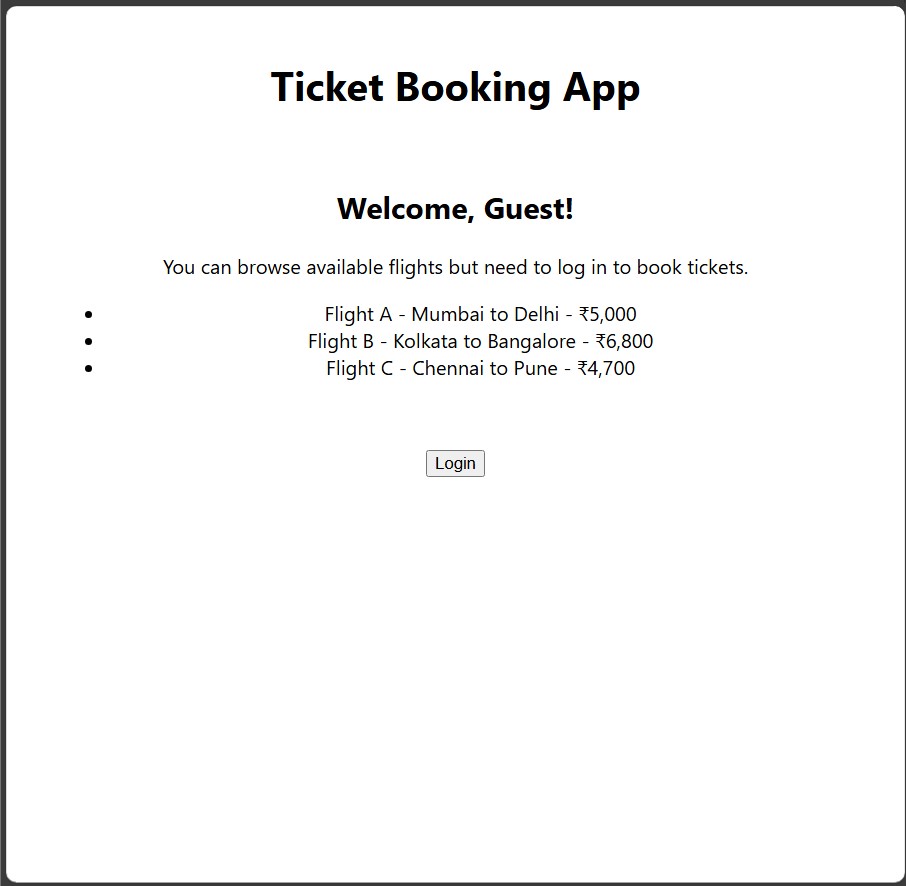 Ticket Booking App
Welcome, Guest!
You can browse available flights but need to log in to book tickets.
• Flight A - Mumbai to Delhi - ₹5,000
• Flight B - Kolkata to Bangalore - ₹6,800
• Flight C - Chennai to Pune - ₹4,700
Login